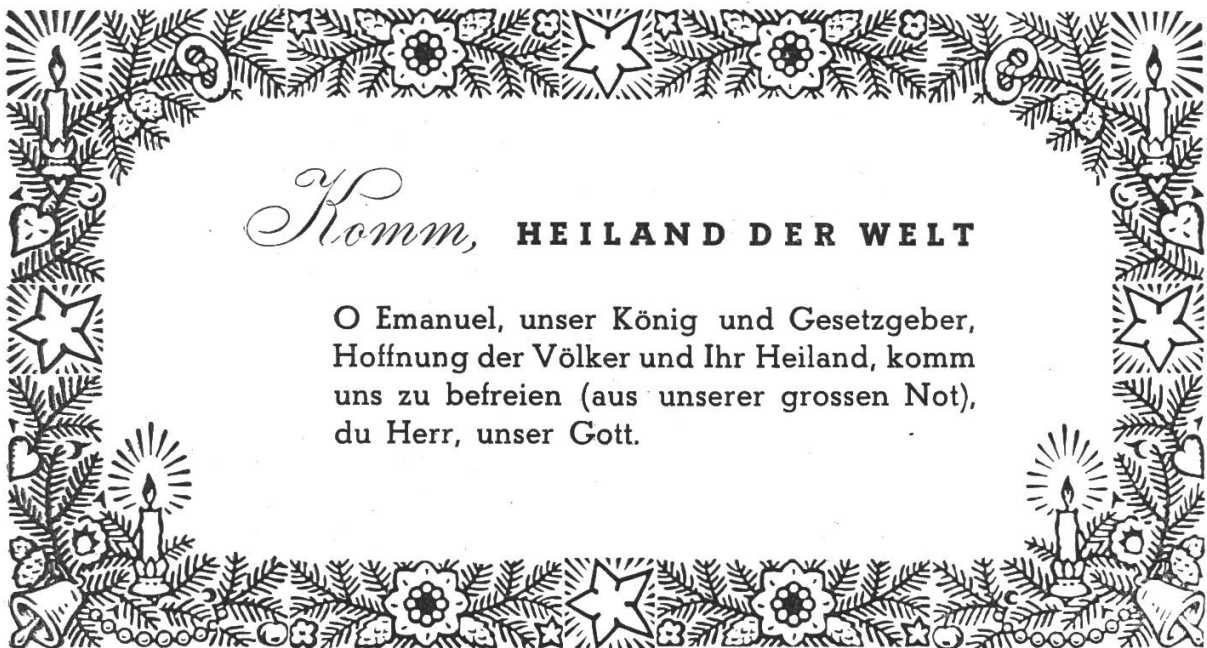 Komm, HEILAND DER WELT
O Emanuel, unser König und Gesetzgeber,
Hoffnung der Völker und Ihr Heiland, komm
uns zu befreien (aus unserer grossen Not),
du Herr, unser Gott.